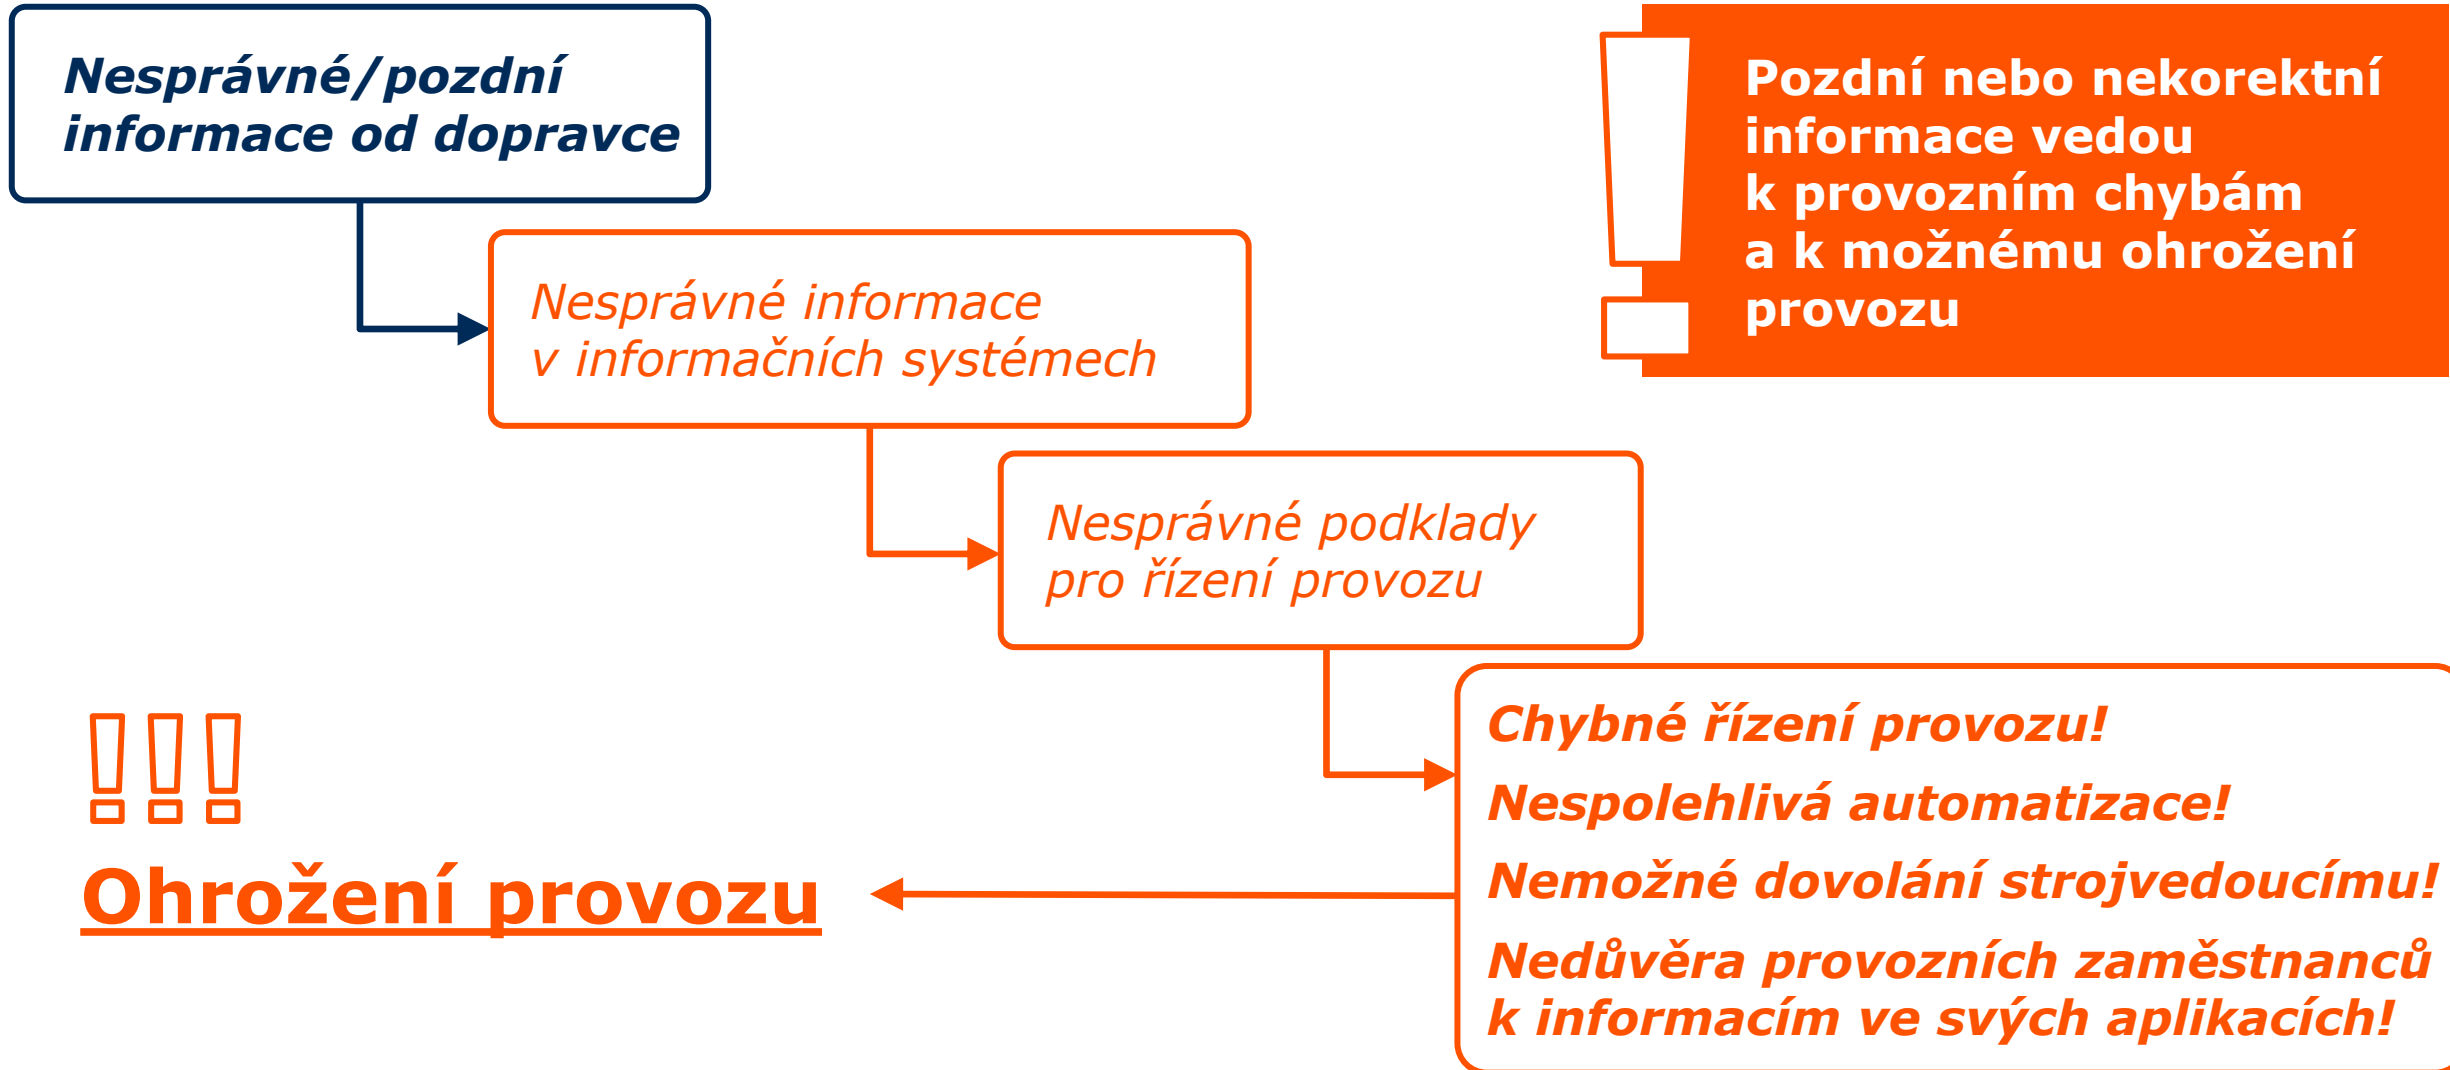 Nesprávné/pozdní
informace od dopravce
Pozdní nebo nekorektní
informace vedou
k provozním chybám
a k možnému ohrožení
provozu
Nesprávné informace
v informačních systémech
Nesprávné podklady
pro řízení provozu
Chybné řízení provozu!
Nespolehlivá automatizace!
Nemožné dovolání strojvedoucímu!
Nedůvěra provozních zaměstnanců
k informacím ve svých aplikacích!
!!!
Ohrožení provozu